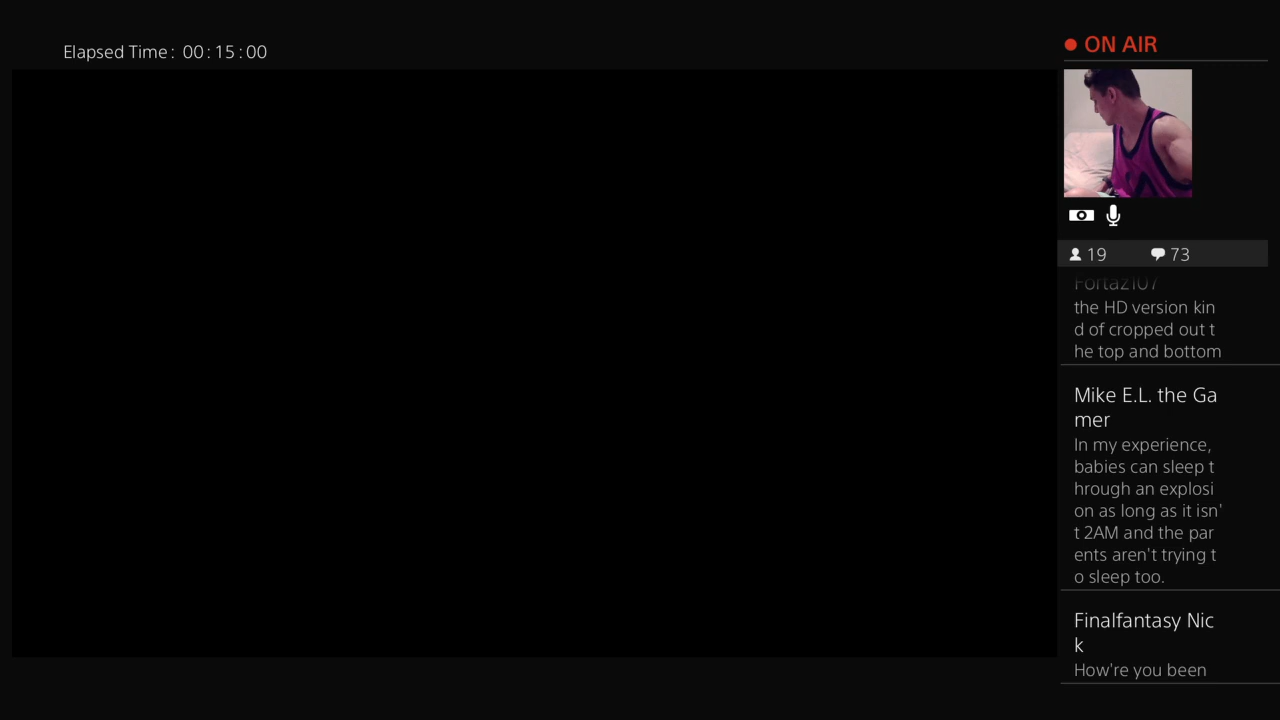 Elapsed Time: 00:15:00
ON AIR
19 73
Forta2107
the HD version kin
d of cropped out t
he top and bottom
Mike E.L. the Ga
mer
In my experience,
babies can sleep t
hrough an explosi
on as long as it isn'
t 2AM and the par
ents aren't trying t
o sleep too.
Finalfantasy Nic
k
How're you been